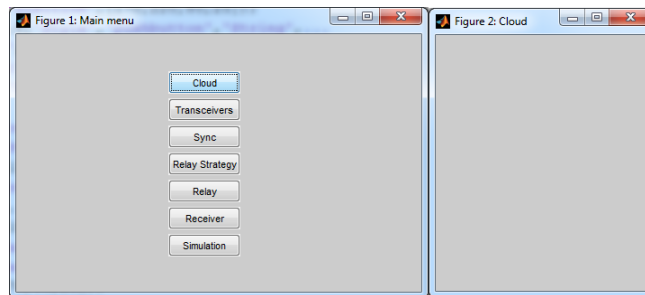 Figure 1: Main menu
Figure 2: Cloud
Cloud
Transceivers
Sync
Relay Strategy
Relay
Receiver
Simulation